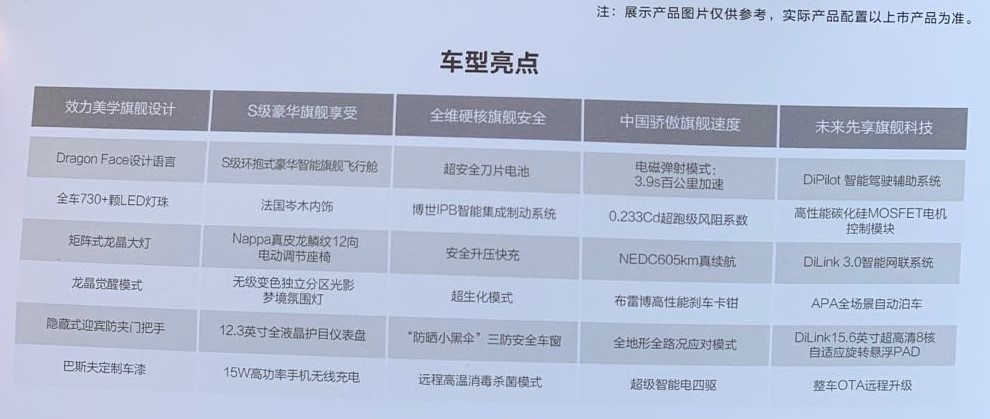 注：展示产品图片仅供参考，实际产品配置以上市产品为准。
车型亮点
效力美学旗舰设计 S级豪华旗舰享受 全维硬核旗舰安全 中国骄傲旗舰速度 未来先享旗舰科技
Dragon Face设计语言 S级环抱式豪华智能旗舰飞行舱 超安全刀片电池 电磁弹射模式：
3.9s百公里加速 DiPilot 智能驾驶辅助系统
全车730+颗LED灯珠 法国岑木内饰 博世IPB智能集成制动系统 0.233Cd超跑级风阻系数 高性能碳化硅MOSFET电机
控制模块
矩阵式龙晶大灯 Nappa真皮龙鳞纹12向
电动调节座椅 安全升压快充 NEDC605km真续航 DiLink 3.0智能网联系统
龙晶觉醒模式 无级变色独立分区光影
梦境氛围灯 超生化模式 布雷博高性能刹车卡钳 APA全场景自动泊车
隐藏式迎宾防夹门把手 12.3英寸全液晶护目仪表盘 “防晒小黑伞”三防安全车窗 全地形全路况应对模式 DiLink15.6英寸超高清8核
自适应旋转悬浮PAD
巴斯夫定制车漆 15W高功率手机无线充电 远程高温消毒杀菌模式 超级智能电四驱 整车OTA远程升级